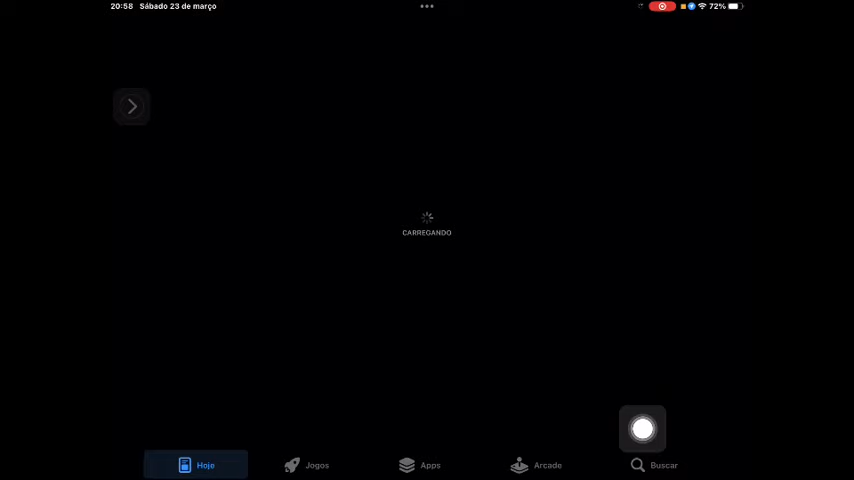 20:58 Sábado 23 de março
72%
CARREGANDO
Hoje
Jogos
Apps
Arcade
Buscar